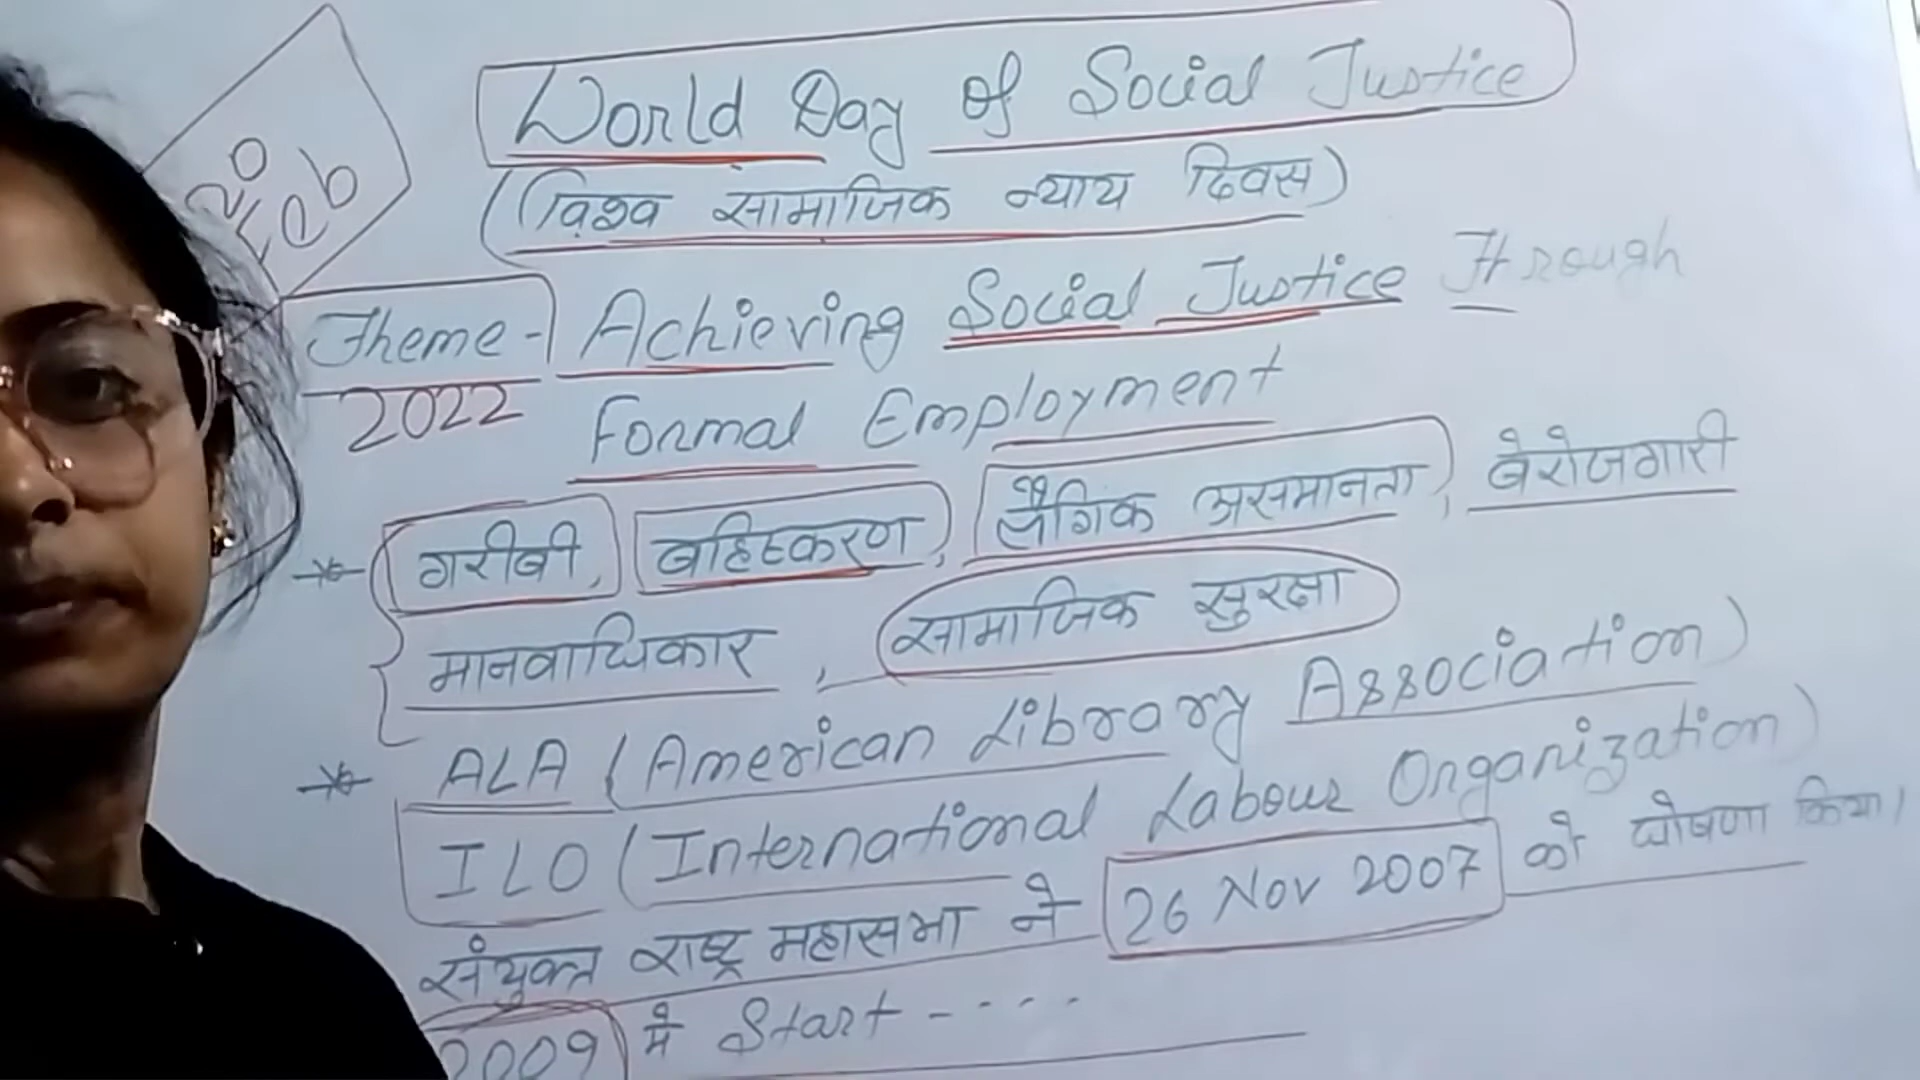 20
Feb
World Day of Social Justice
(विश्व सामाजिक न्याय दिवस)
Theme- Achieving Social Justice Through
2022 Formal Employment
* गरीबी, बहिष्करण, लैंगिक असमानता, बेरोजगारी
मानवाधिकार, सामाजिक सुरक्षा
* ALA (American Library Association)
ILO (International Labour Organization)
संयुक्त राष्ट्र महासभा ने 26 Nov 2007 को घोषणा किया।
2009 मे Start - - - - -